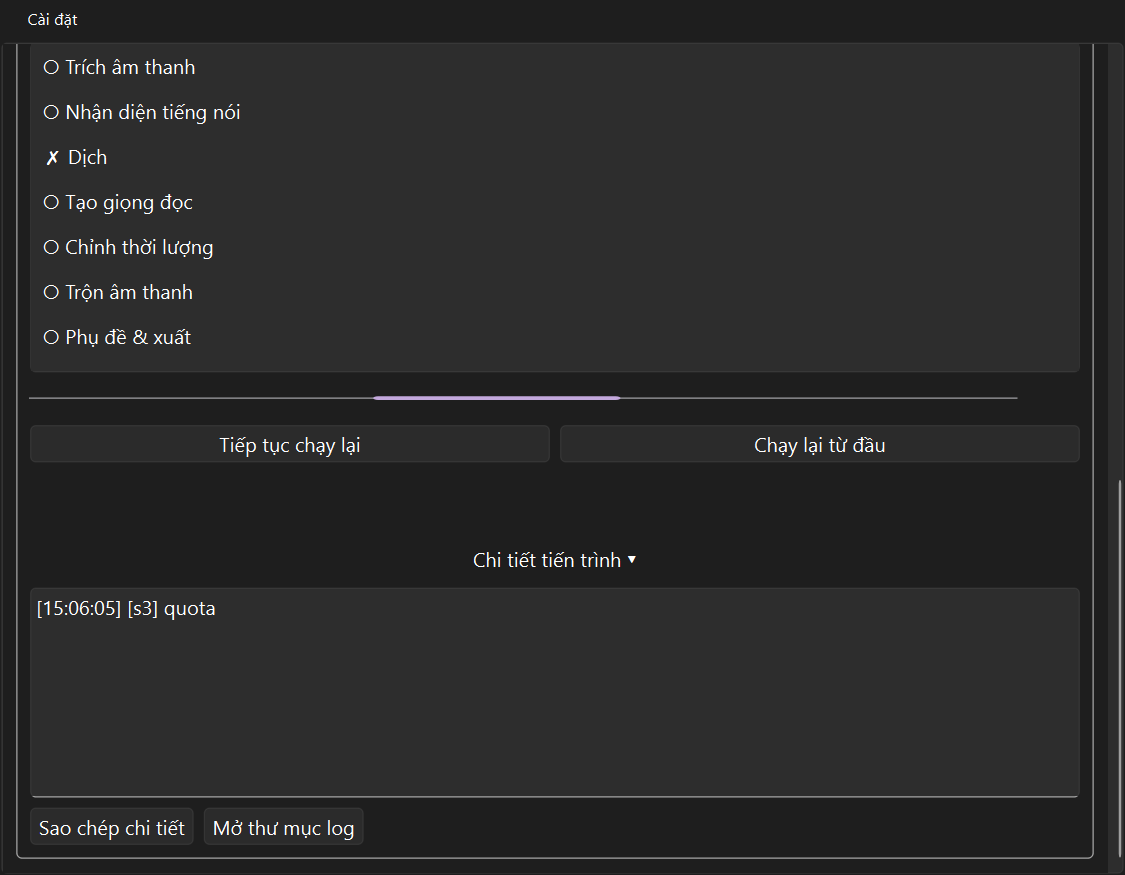 Cài đặt
○ Trích âm thanh
○ Nhận diện tiếng nói
✗ Dịch
○ Tạo giọng đọc
○ Chỉnh thời lượng
○ Trộn âm thanh
○ Phụ đề & xuất
Tiếp tục chạy lại
Chạy lại từ đầu
Chi tiết tiến trình ▾
[15:06:05] [s3] quota
Sao chép chi tiết
Mở thư mục log